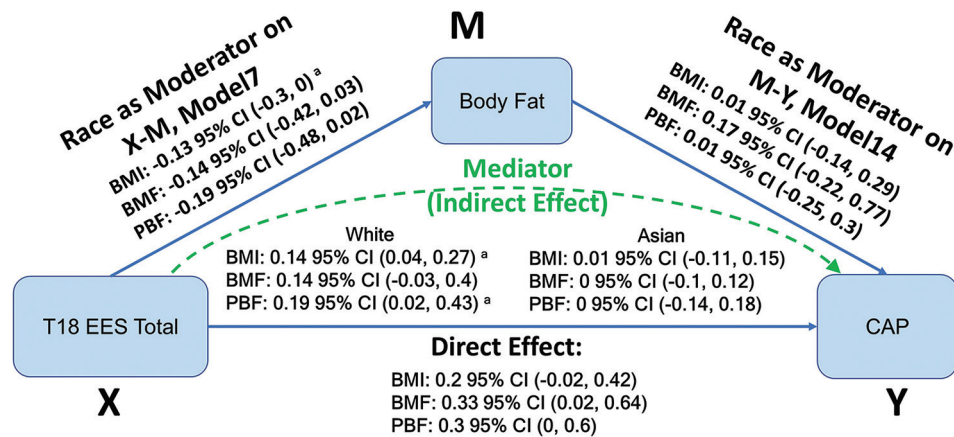 M
Race as Moderator on
X-M, Model7
BMI: -0.13 95% CI (-0.3, 0) a
BMF: -0.14 95% CI (-0.42, 0.03)
PBF: -0.19 95% CI (-0.48, 0.02)
Body Fat
Race as Moderator on
M-Y, Model14
BMI: 0.01 95% CI (-0.14, 0.29)
BMF: 0.17 95% CI (-0.22, 0.77)
PBF: 0.01 95% CI (-0.25, 0.3)
Mediator
(Indirect Effect)
White
BMI: 0.14 95% CI (0.04, 0.27) a
BMF: 0.14 95% CI (-0.03, 0.4)
PBF: 0.19 95% CI (0.02, 0.43) a
Asian
BMI: 0.01 95% CI (-0.11, 0.15)
BMF: 0 95% CI (-0.1, 0.12)
PBF: 0 95% CI (-0.14, 0.18)
T18 EES Total
CAP
X
Direct Effect:
Y
BMI: 0.2 95% CI (-0.02, 0.42)
BMF: 0.33 95% CI (0.02, 0.64)
PBF: 0.3 95% CI (0, 0.6)